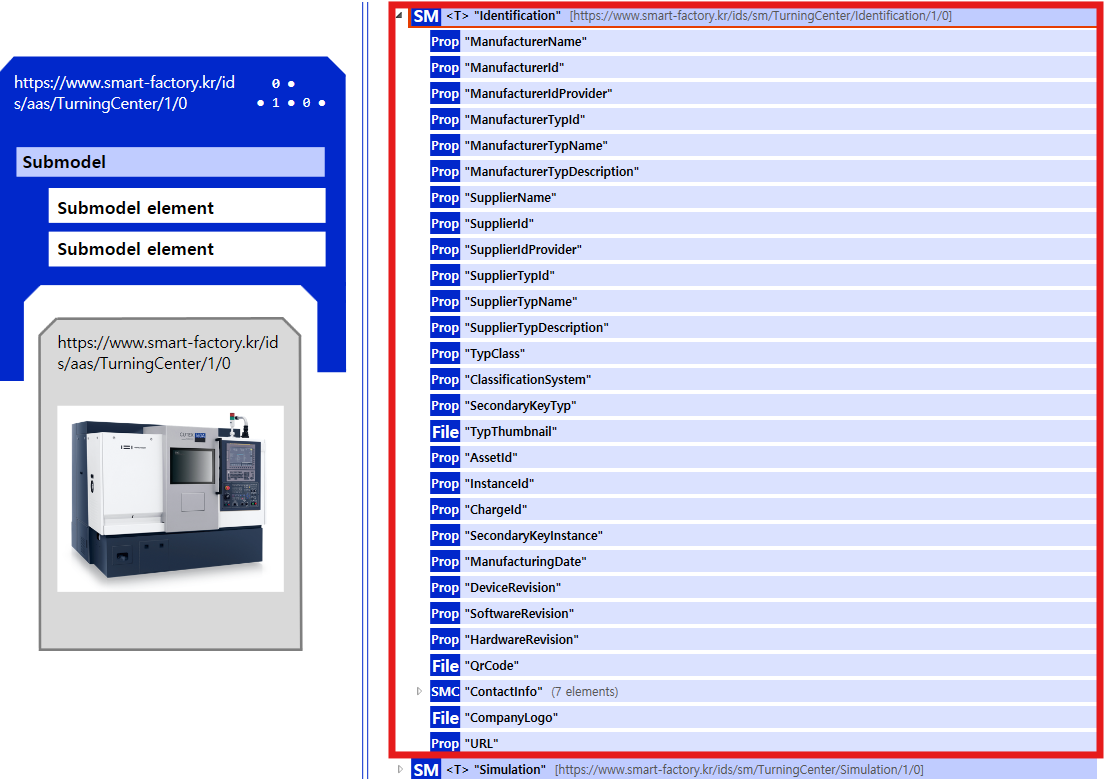 https://www.smart-factory.kr/id
s/aas/TurningCenter/1/0
0
1 0
Submodel
Submodel element
Submodel element
https://www.smart-factory.kr/id
s/aas/TurningCenter/1/0
SM <T> "Identification" [https://www.smart-factory.kr/ids/sm/TurningCenter/Identification/1/0]
Prop "ManufacturerName"
Prop "ManufacturerId"
Prop "ManufacturerIdProvider"
Prop "ManufacturerTypId"
Prop "ManufacturerTypName"
Prop "ManufacturerTypDescription"
Prop "SupplierName"
Prop "SupplierId"
Prop "SupplierIdProvider"
Prop "SupplierTypId"
Prop "SupplierTypName"
Prop "SupplierTypDescription"
Prop "TypClass"
Prop "ClassificationSystem"
Prop "SecondaryKeyTyp"
File "TypThumbnail"
Prop "AssetId"
Prop "InstanceId"
Prop "ChargeId"
Prop "SecondaryKeyInstance"
Prop "ManufacturingDate"
Prop "DeviceRevision"
Prop "SoftwareRevision"
Prop "HardwareRevision"
File "QrCode"
SMC "ContactInfo" (7 elements)
File "CompanyLogo"
Prop "URL"
SM <T> "Simulation" [https://www.smart-factory.kr/ids/sm/TurningCenter/Simulation/1/0]